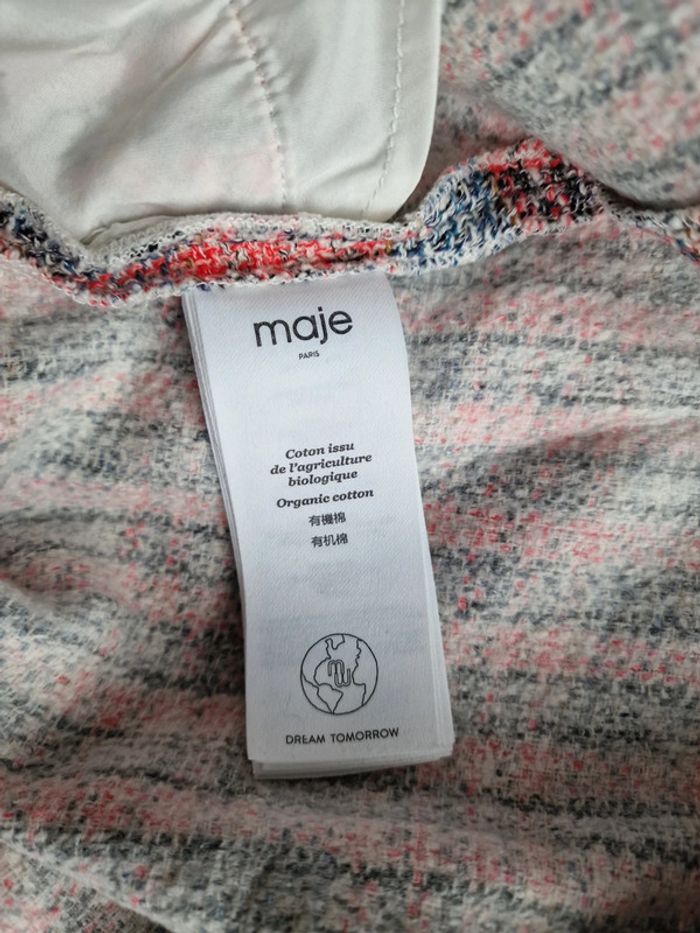 maje
PARIS
Coton issu
de l'agriculture
biologique
Organic cotton
有機棉
有机棉
DREAM TOMORROW